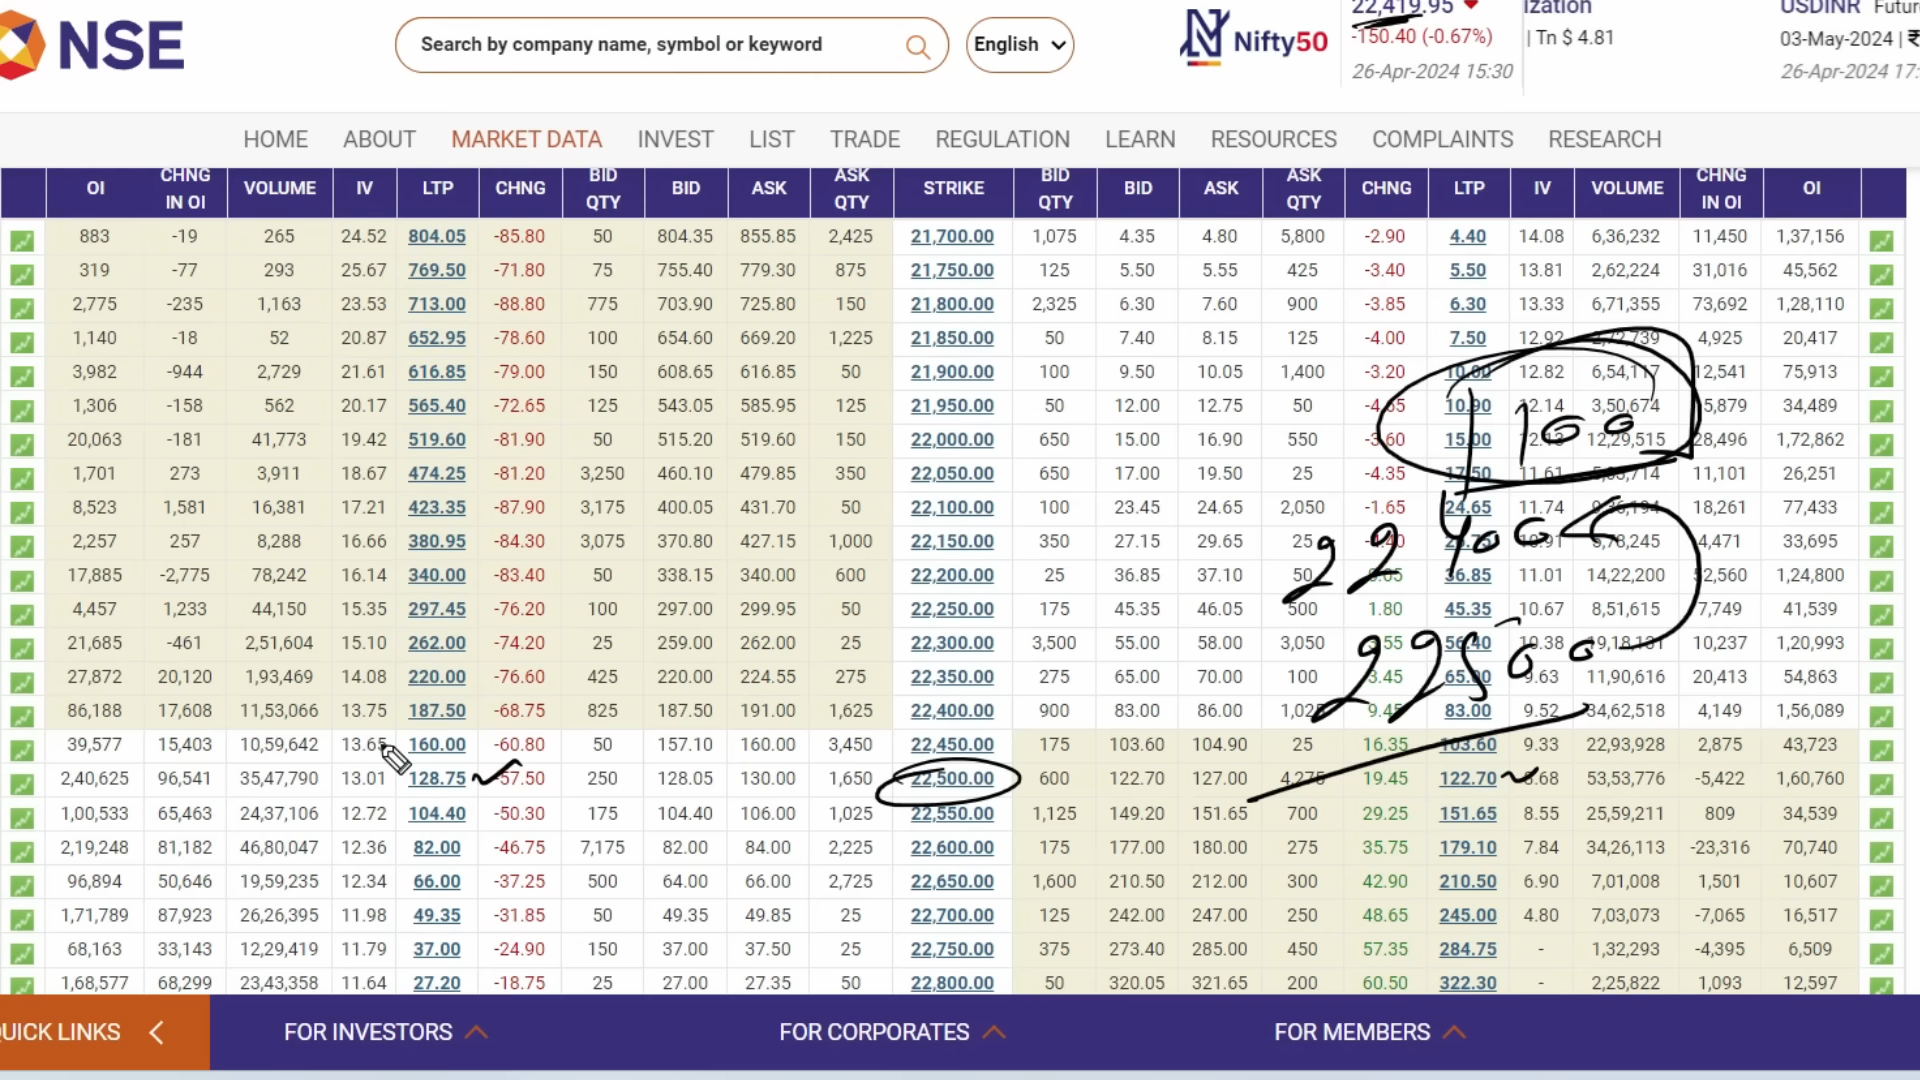 NSE
Search by company name, symbol or keyword
English
Nifty50
22,419.95
-150.40 (-0.67%)
26-Apr-2024 15:30
| Tn $ 4.81
USDINR
03-May-2024 | ₹
HOME ABOUT MARKET DATA INVEST LIST TRADE REGULATION LEARN RESOURCES COMPLAINTS RESEARCH
OI CHNG IN OI VOLUME IV LTP CHNG BID QTY BID ASK ASK QTY STRIKE BID QTY BID ASK ASK QTY CHNG LTP IV VOLUME CHNG IN OI OI
883 -19 265 24.52 804.05 -85.80 50 804.35 855.85 2,425 21,700.00 1,075 4.35 4.80 5,800 -2.90 4.40 14.08 6,36,232 11,450 1,37,156
319 -77 293 25.67 769.50 -71.80 75 755.40 779.30 875 21,750.00 125 5.50 5.55 425 -3.40 5.50 13.81 2,62,224 31,016 45,562
2,775 -235 1,163 23.53 713.00 -88.80 775 703.90 725.80 150 21,800.00 2,325 6.30 7.60 900 -3.85 6.30 13.33 6,71,355 73,692 1,28,110
1,140 -18 52 20.87 652.95 -78.60 100 654.60 669.20 1,225 21,850.00 50 7.40 8.15 125 -4.00 7.50 12.92 4,925 20,417
3,982 -944 2,729 21.61 616.85 -79.00 150 608.65 616.85 50 21,900.00 100 9.50 10.05 1,400 -3.20 12.82 75,913
1,306 -158 562 20.17 565.40 -72.65 125 543.05 585.95 125 21,950.00 50 12.00 12.75 50 10.90 3,50,674 34,489
20,063 -181 41,773 19.42 519.60 -81.90 50 515.20 519.60 150 22,000.00 650 15.00 16.90 550 15.00 12,29,515 28,496 1,72,862
1,701 273 3,911 18.67 474.25 -81.20 3,250 460.10 479.85 350 22,050.00 650 17.00 19.50 25 -4.35 17.50 11.61 11,101 26,251
100
8,523 1,581 16,381 17.21 423.35 -87.90 3,175 400.05 431.70 50 22,100.00 100 23.45 24.65 2,050 -1.65 24.65 11.74 18,261 77,433
2,257 257 8,288 16.66 380.95 -84.30 3,075 370.80 427.15 1,000 22,150.00 350 27.15 29.65 25 4,471 33,695
22400
17,885 -2,775 78,242 16.14 340.00 -83.40 50 338.15 340.00 600 22,200.00 25 36.85 37.10 50 36.85 11.01 14,22,200 1,24,800
4,457 1,233 44,150 15.35 297.45 -76.20 100 297.00 299.95 50 22,250.00 175 45.35 46.05 500 1.80 45.35 10.67 8,51,615 7,749 41,539
21,685 -461 2,51,604 15.10 262.00 -74.20 25 259.00 262.00 25 22,300.00 3,500 55.00 58.00 3,050 56.40 10.38 10,237 1,20,993
22500
27,872 20,120 1,93,469 14.08 220.00 -76.60 425 220.00 224.55 275 22,350.00 275 65.00 70.00 100 3.45 65.00 9.63 11,90,616 20,413 54,863
86,188 17,608 11,53,066 13.75 187.50 -68.75 825 187.50 191.00 1,625 22,400.00 900 83.00 86.00 83.00 9.52 34,62,518 4,149 1,56,089
39,577 15,403 10,59,642 13.65 160.00 -60.80 50 157.10 160.00 3,450 22,450.00 175 103.60 104.90 25 16.35 103.60 9.33 22,93,928 2,875 43,723
2,40,625 96,541 35,47,790 13.01 128.75 -57.50 250 128.05 130.00 1,650 22,500.00 600 122.70 127.00 4,275 19.45 122.70 8.68 53,53,776 -5,422 1,60,760
1,00,533 65,463 24,37,106 12.72 104.40 -50.30 175 104.40 106.00 1,025 22,550.00 1,125 149.20 151.65 700 29.25 151.65 8.55 25,59,211 809 34,539
2,19,248 81,182 46,80,047 12.36 82.00 -46.75 7,175 82.00 84.00 2,225 22,600.00 175 177.00 180.00 275 35.75 179.10 7.84 34,26,113 -23,316 70,740
96,894 50,646 19,59,235 12.34 66.00 -37.25 500 64.00 66.00 2,725 22,650.00 1,600 210.50 212.00 300 42.90 210.50 6.90 7,01,008 1,501 10,607
1,71,789 87,923 26,26,395 11.98 49.35 -31.85 50 49.35 49.85 25 22,700.00 125 242.00 247.00 250 48.65 245.00 4.80 7,03,073 -7,065 16,517
68,163 33,143 12,29,419 11.79 37.00 -24.90 150 37.00 37.50 25 22,750.00 375 273.40 285.00 450 57.35 284.75 - 1,32,293 -4,395 6,509
1,68,577 68,299 23,43,358 11.64 27.20 -18.75 25 27.00 27.35 50 22,800.00 50 320.05 321.65 200 60.50 322.30 - 2,25,822 1,093 12,597
LINKS FOR INVESTORS FOR CORPORATES FOR MEMBERS